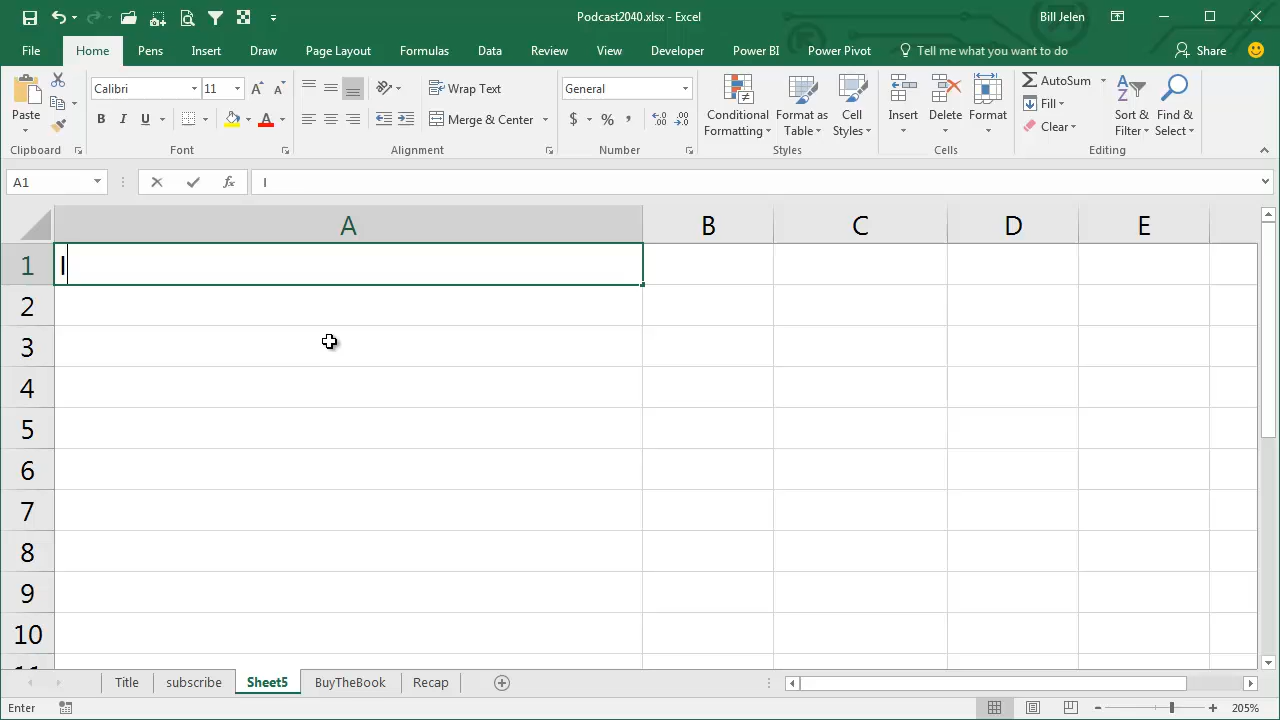 Podcast2040.xlsx - Excel
Bill Jelen
File Home Pens Insert Draw Page Layout Formulas Data Review View Developer Power BI Power Pivot Tell me what you want to do Share
Paste
Clipboard
Calibri 11
B I U
Font
Wrap Text
Merge & Center
Alignment
General
$ % ,
Number
Conditional Formatting
Format as Table
Cell Styles
Styles
Insert Delete Format
Cells
AutoSum
Fill
Clear
Sort & Filter
Find & Select
Editing
A1 fx I
A B C D E
1 I
2
3
4
5
6
7
8
9
10
Title subscribe Sheet5 BuyTheBook Recap
Enter 205%